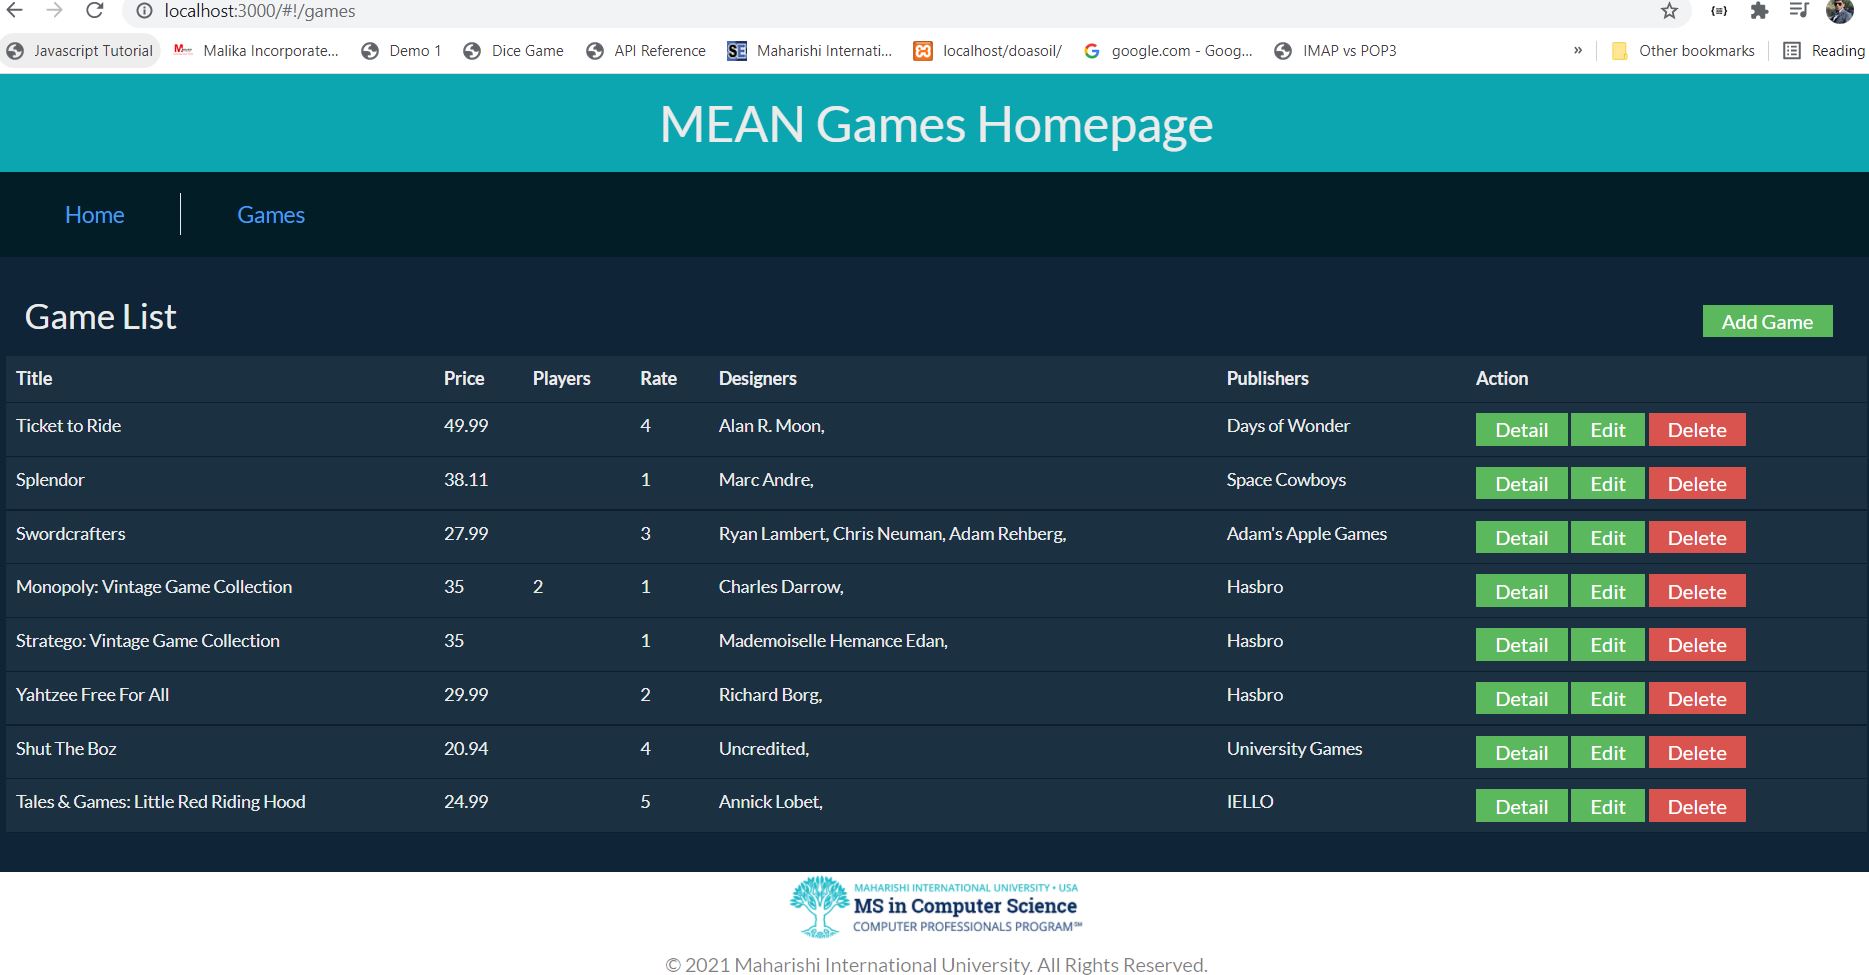 localhost:3000/#!/games
Javascript Tutorial Malika Incorporate... Demo 1 Dice Game API Reference SE Maharishi Internati... localhost/doasoil/ google.com - Goog... IMAP vs POP3 » Other bookmarks Reading
MEAN Games Homepage
Home Games
Game List
Add Game
Title Price Players Rate Designers Publishers Action
Ticket to Ride 49.99 4 Alan R. Moon, Days of Wonder Detail Edit Delete
Splendor 38.11 1 Marc Andre, Space Cowboys Detail Edit Delete
Swordcrafters 27.99 3 Ryan Lambert, Chris Neuman, Adam Rehberg, Adam's Apple Games Detail Edit Delete
Monopoly: Vintage Game Collection 35 2 1 Charles Darrow, Hasbro Detail Edit Delete
Stratego: Vintage Game Collection 35 1 Mademoiselle Hemance Edan, Hasbro Detail Edit Delete
Yahtzee Free For All 29.99 2 Richard Borg, Hasbro Detail Edit Delete
Shut The Boz 20.94 4 Uncredited, University Games Detail Edit Delete
Tales & Games: Little Red Riding Hood 24.99 5 Annick Lobet, IELLO Detail Edit Delete
MAHARISHI INTERNATIONAL UNIVERSITY • USA
MS in Computer Science
COMPUTER PROFESSIONALS PROGRAM℠
© 2021 Maharishi International University. All Rights Reserved.